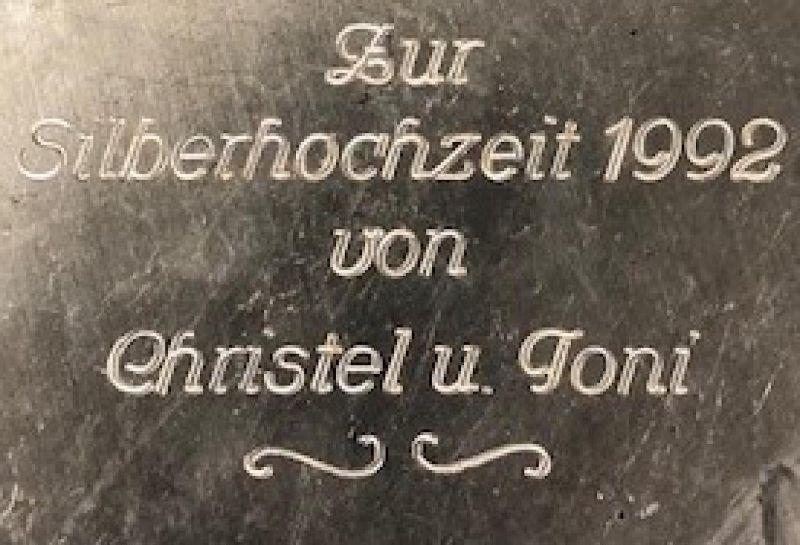 Zur
Silberhochzeit 1992
von
Christel u. Toni